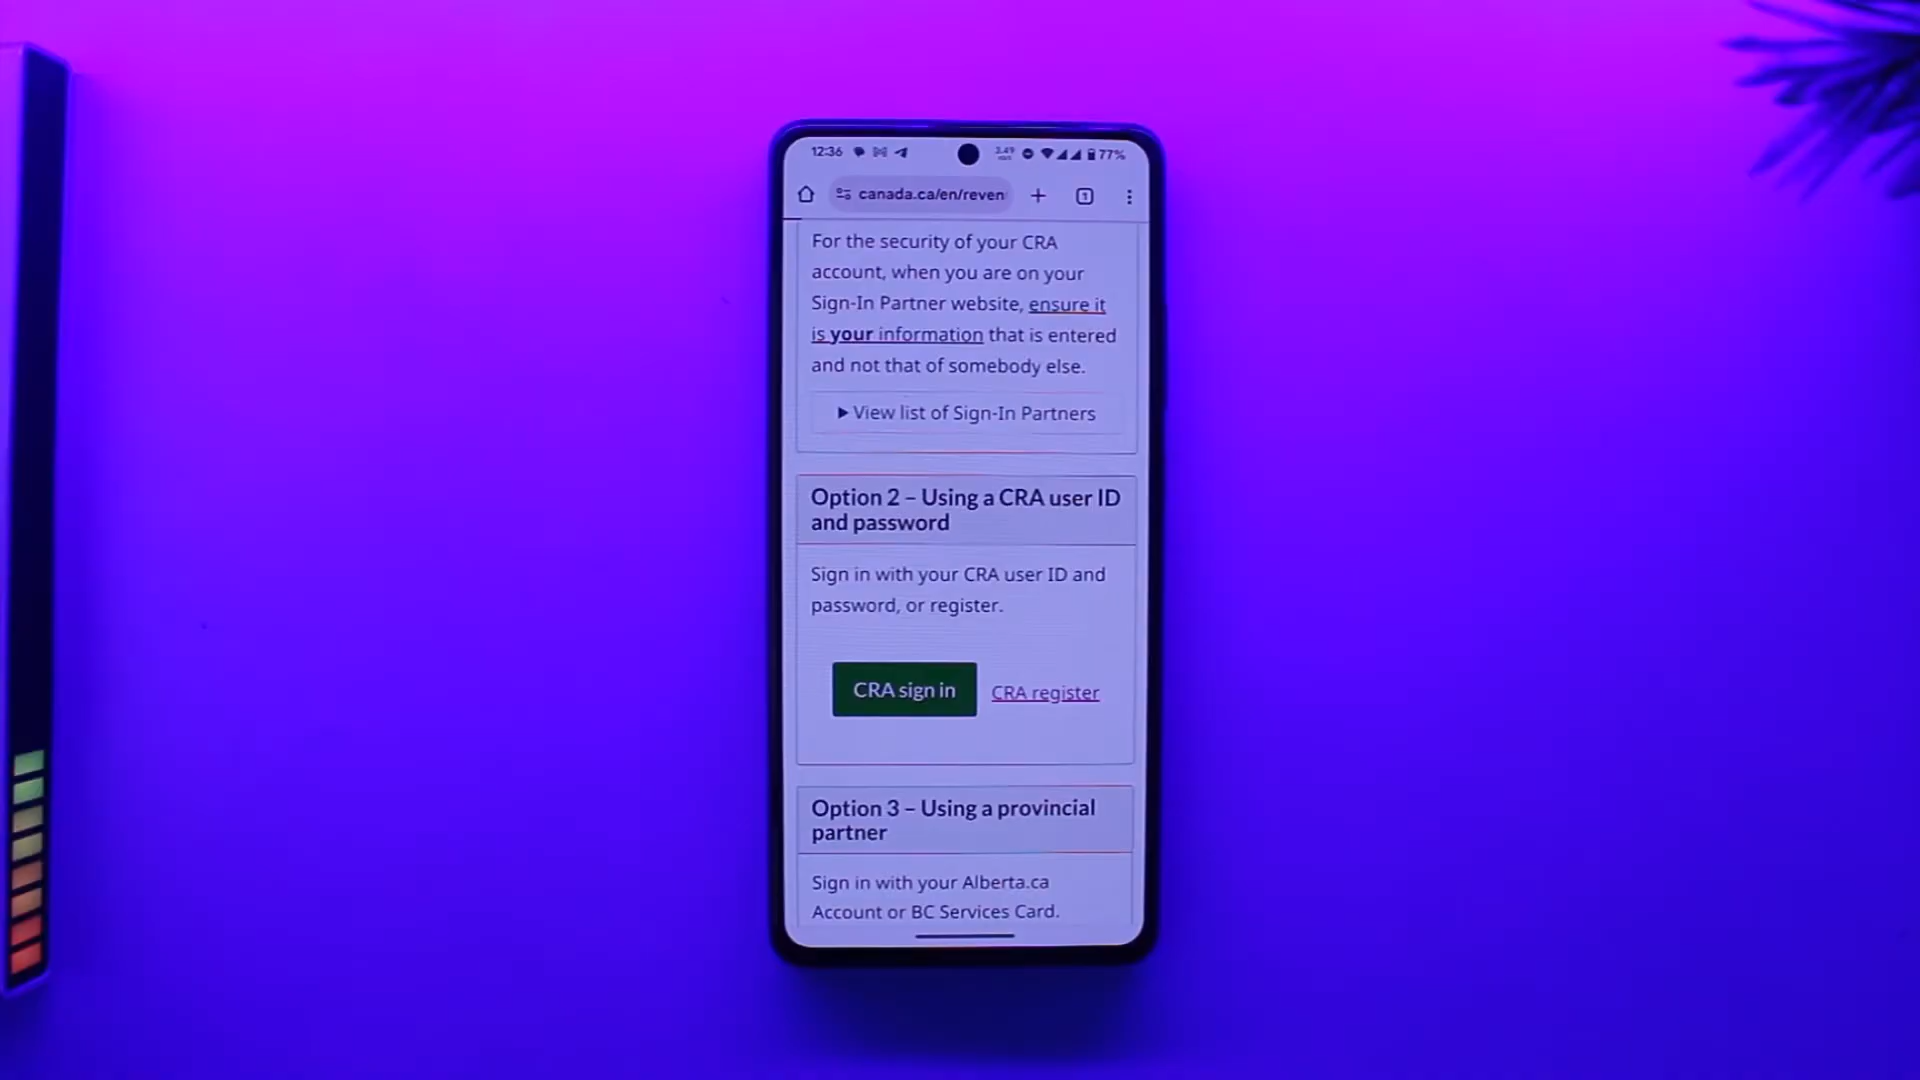 12:36
77%
canada.ca/en/reven
1
For the security of your CRA
account, when you are on your
Sign-In Partner website, ensure it
is your information that is entered
and not that of somebody else.
▶ View list of Sign-In Partners
Option 2 – Using a CRA user ID
and password
Sign in with your CRA user ID and
password, or register.
CRA sign in
CRA register
Option 3 – Using a provincial
partner
Sign in with your Alberta.ca
Account or BC Services Card.